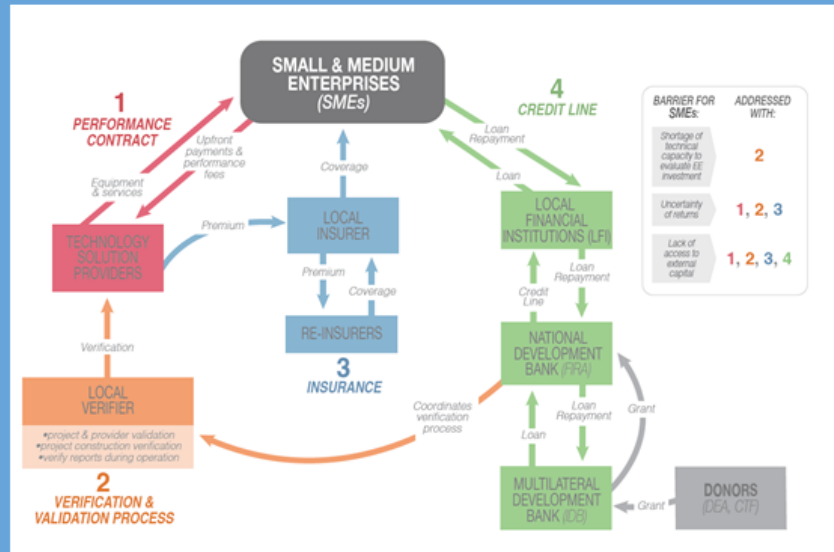 SMALL & MEDIUM
ENTERPRISES
(SMEs)
1
PERFORMANCE
CONTRACT
4
CREDIT LINE
BARRIER FOR
SMEs:
ADDRESSED
WITH:
Shortage of
technical
capacity to
evaluate EE
investment
2
Uncertainty
of returns
1, 2, 3
Lack of
access to
external
capital
1, 2, 3, 4
Upfront
payments &
performance
fees
Equipment
& services
Coverage
Loan
Repayment
Loan
TECHNOLOGY
SOLUTION
PROVIDERS
Premium
LOCAL
INSURER
LOCAL
FINANCIAL
INSTITUTIONS (LFI)
Premium
Coverage
Credit
Line
Loan
Repayment
RE-INSURERS
3
INSURANCE
NATIONAL
DEVELOPMENT
BANK (FIRA)
Verification
LOCAL
VERIFIER
•project & provider validation
•project construction verification
•verify reports during operation
2
VERIFICATION &
VALIDATION PROCESS
Coordinates
verification
process
Loan
Loan
Repayment
Grant
MULTILATERAL
DEVELOPMENT
BANK (IDB)
Grant
DONORS
(DEA, CTF)